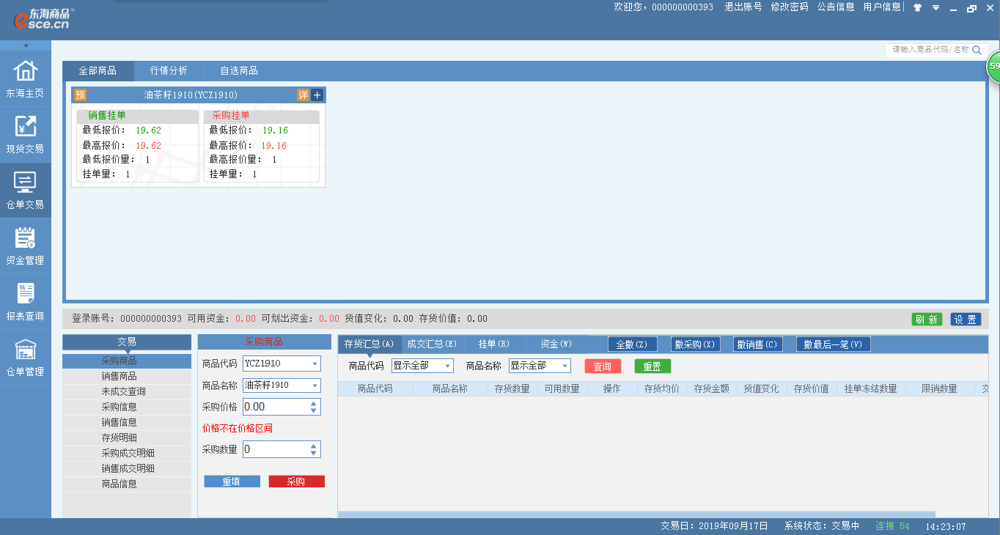 东海商品™
esce.cn
欢迎您，000000000393 退出账号 修改密码 公告信息 用户信息
请输入商品代码/名称
59
东海主页
现货交易
仓单交易
资金管理
报表查询
仓单管理
全部商品 行情分析 自选商品
预 油茶籽1910(YCZ1910) 详 +
销售挂单 采购挂单
最低报价： 19.62 最低报价： 19.16
最高报价： 19.62 最高报价： 19.16
最低报价量： 1 最高报价量： 1
挂单量： 1 挂单量： 1
登录账号： 000000000393 可用资金： 0.00 可划出资金： 0.00 货值变化： 0.00 存货价值： 0.00 刷 新 设 置
交易
采购商品
销售商品
未成交查询
采购信息
销售信息
存货明细
采购成交明细
销售成交明细
商品信息
采购商品
商品代码 YCZ1910
商品名称 油茶籽1910
采购价格 0.00
价格不在价格区间
采购数量 0
重填 采购
存货汇总(A) 成交汇总(E) 挂单(R) 资金(W) 全撤(Z) 撤采购(X) 撤销售(C) 撤最后一笔(V)
商品代码 显示全部 商品名称 显示全部 查询 重置
商品代码 商品名称 存货数量 可用数量 操作 存货均价 存货金额 货值变化 存货价值 挂单冻结数量 限销数量
交易日： 2019年09月17日 系统状态： 交易中 连接 54 14:23:07